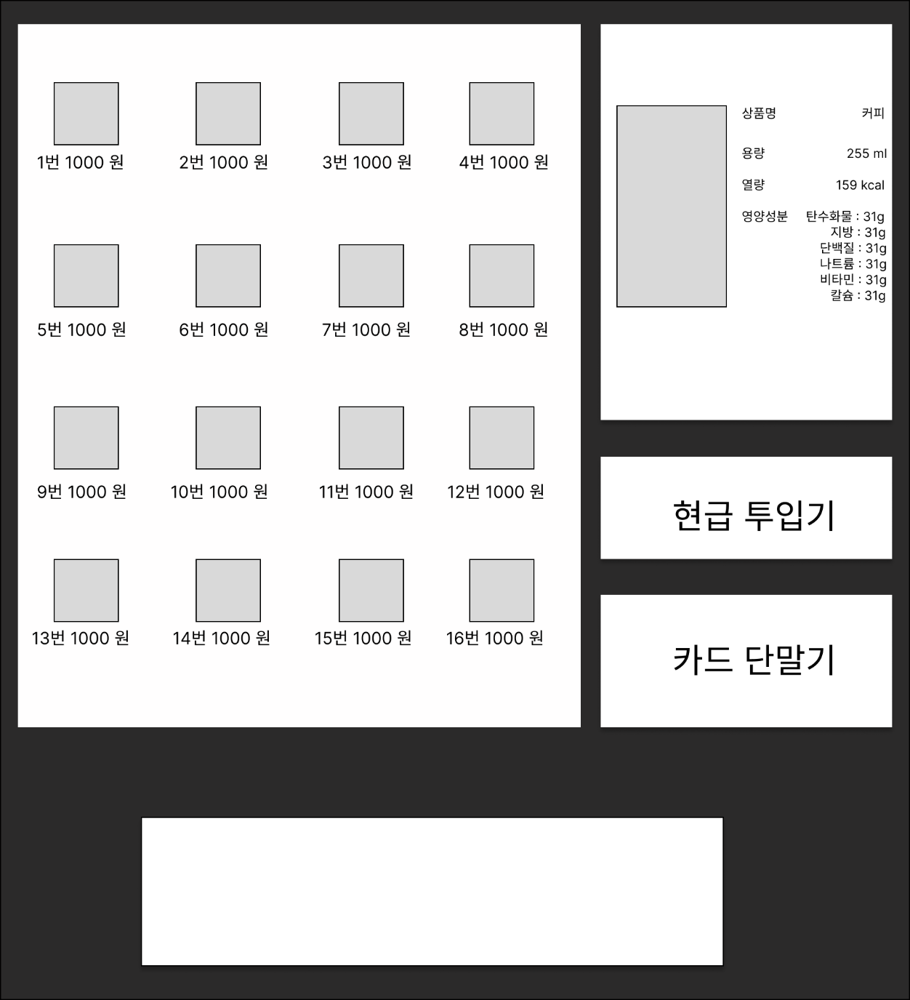 1번 1000 원
2번 1000 원
3번 1000 원
4번 1000 원
5번 1000 원
6번 1000 원
7번 1000 원
8번 1000 원
9번 1000 원
10번 1000 원
11번 1000 원
12번 1000 원
13번 1000 원
14번 1000 원
15번 1000 원
16번 1000 원
상품명 커피
용량 255 ml
열량 159 kcal
영양성분 탄수화물 : 31g
지방 : 31g
단백질 : 31g
나트륨 : 31g
비타민 : 31g
칼슘 : 31g
현급 투입기
카드 단말기